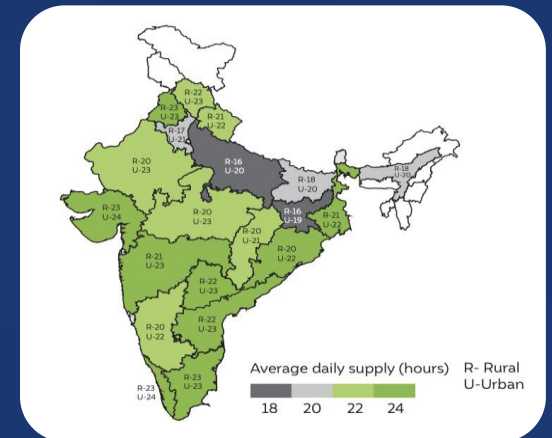 R-22
U-23
R-23
U-23
R-21
U-22
R-17
U-21
R-16
U-20
R-20
U-23
R-18
U-20
R-18
U-20
R-23
U-24
R-20
U-23
R-16
U-19
R-21
U-22
R-20
U-21
R-20
U-22
R-21
U-23
R-22
U-23
R-22
U-23
R-20
U-22
R-23
U-24
R-23
U-23
Average daily supply (hours)
18 20 22 24
R- Rural
U-Urban